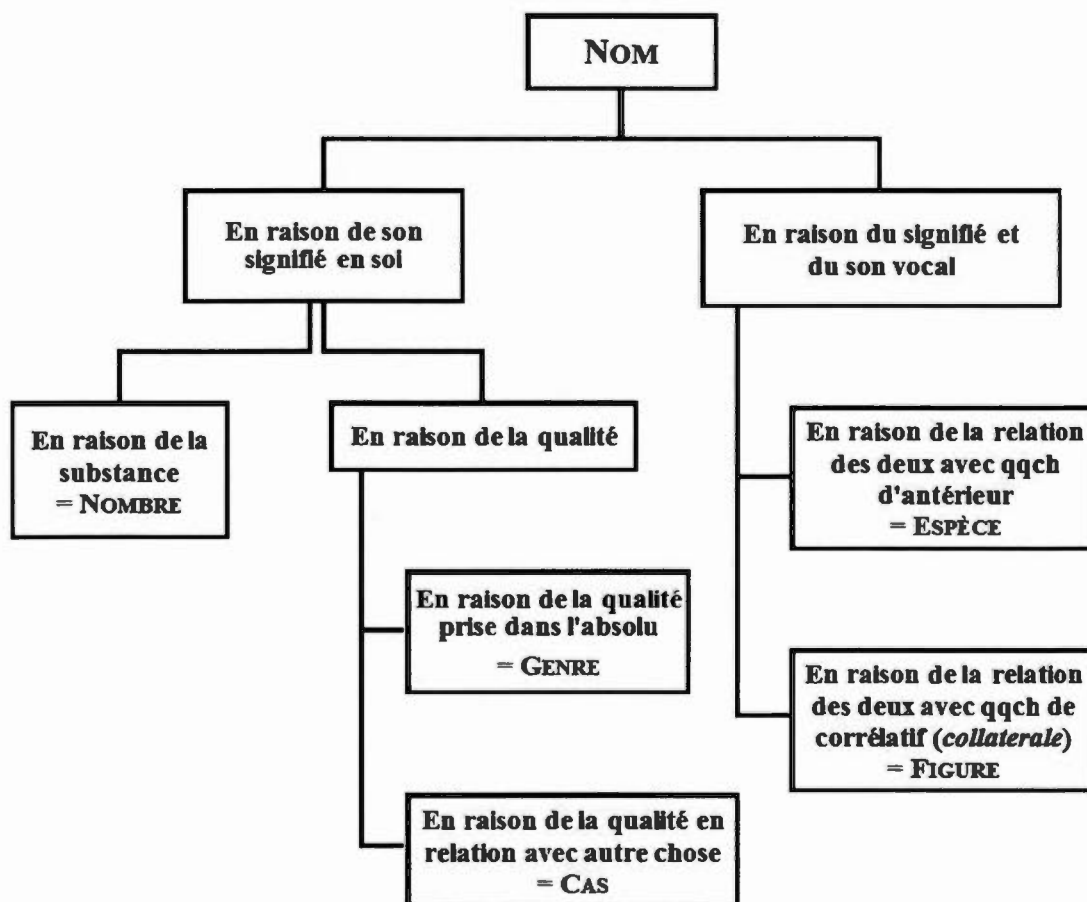 NOM
En raison de son
signifié en soi
En raison du signifié et
du son vocal
En raison de la
substance
= NOMBRE
En raison de la qualité
En raison de la relation
des deux avec qqch
d'antérieur
= ESPÈCE
En raison de la qualité
prise dans l'absolu
= GENRE
En raison de la relation
des deux avec qqch de
corrélatif (collaterale)
= FIGURE
En raison de la qualité en
relation avec autre chose
= CAS